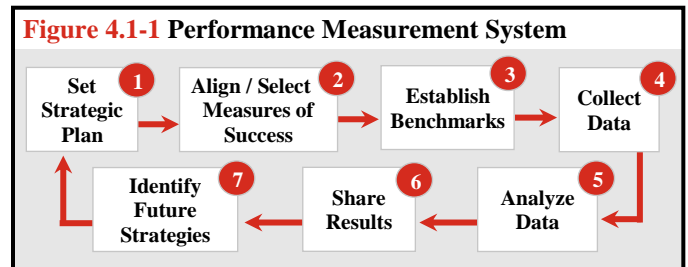 Figure 4.1-1 Performance Measurement System
1
Set
Strategic
Plan
2
Align / Select
Measures of
Success
3
Establish
Benchmarks
4
Collect
Data
5
Analyze
Data
6
Share
Results
7
Identify
Future
Strategies